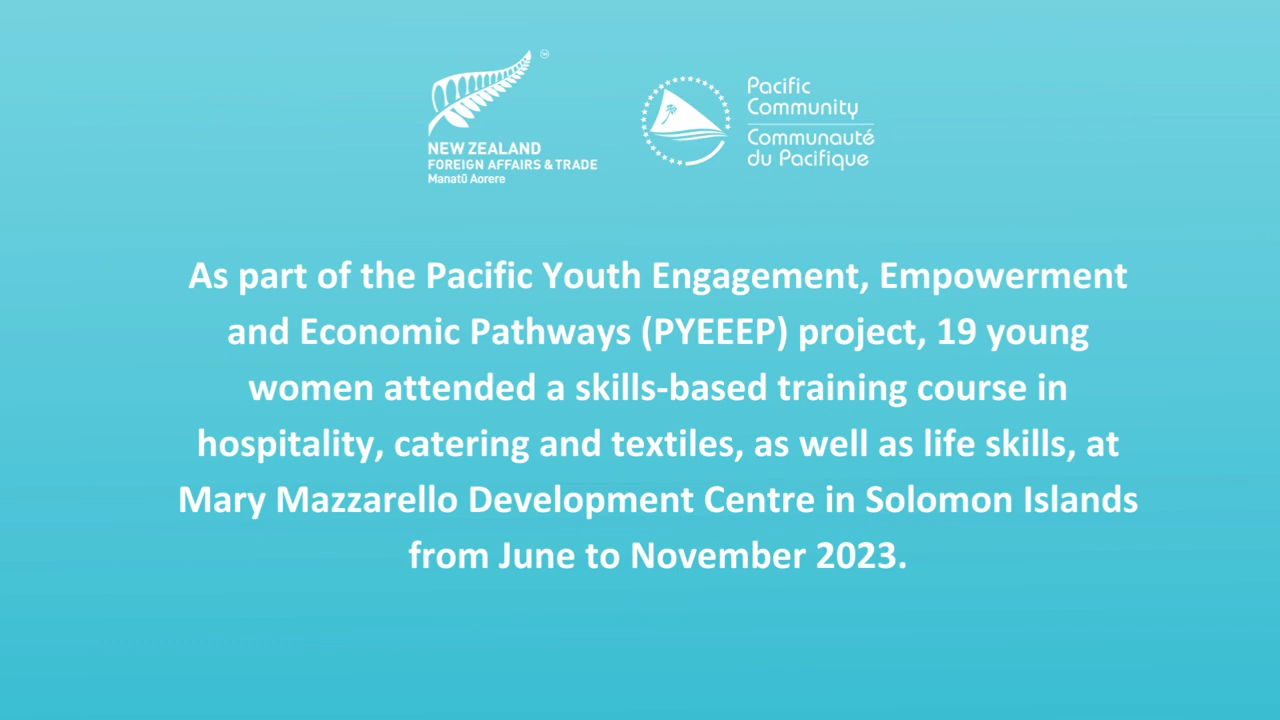 NEW ZEALAND
FOREIGN AFFAIRS & TRADE
Manatū Aorere
Pacific
Community
Communauté
du Pacifique
As part of the Pacific Youth Engagement, Empowerment
and Economic Pathways (PYEEEP) project, 19 young
women attended a skills-based training course in
hospitality, catering and textiles, as well as life skills, at
Mary Mazzarello Development Centre in Solomon Islands
from June to November 2023.